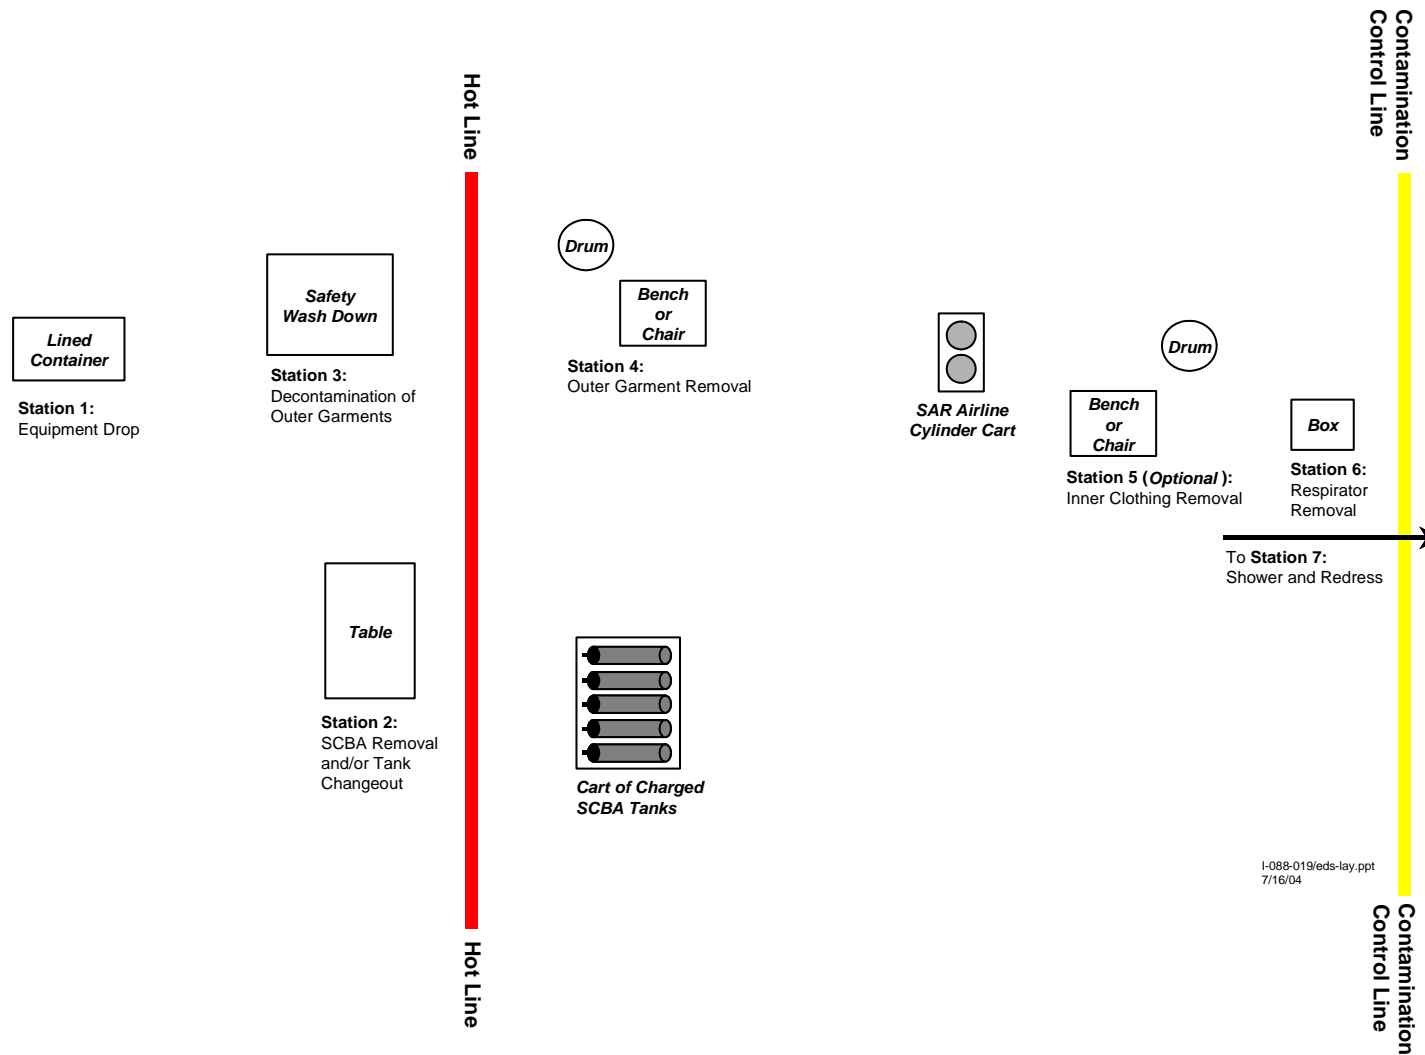 Contamination
Control Line
Hot Line
Drum
Safety
Wash Down
Bench
or
Chair
Lined
Container
Drum
Station 3:
Decontamination of
Outer Garments
Station 4:
Outer Garment Removal
Station 1:
Equipment Drop
SAR Airline
Cylinder Cart
Bench
or
Chair
Box
Station 5 (Optional ):
Inner Clothing Removal
Station 6:
Respirator
Removal
To Station 7:
Shower and Redress
Table
Station 2:
SCBA Removal
and/or Tank
Changeout
Cart of Charged
SCBA Tanks
I-088-019/eds-lay.ppt
7/16/04
Hot Line
Contamination
Control Line